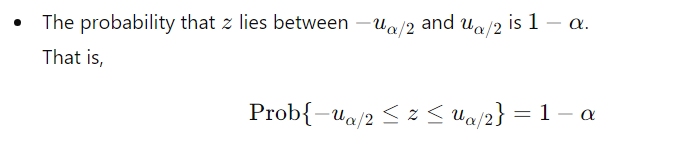 • The probability that z lies between −u_{α/2} and u_{α/2} is 1 − α.
That is,
Prob{−u_{α/2} ≤ z ≤ u_{α/2}} = 1 − α